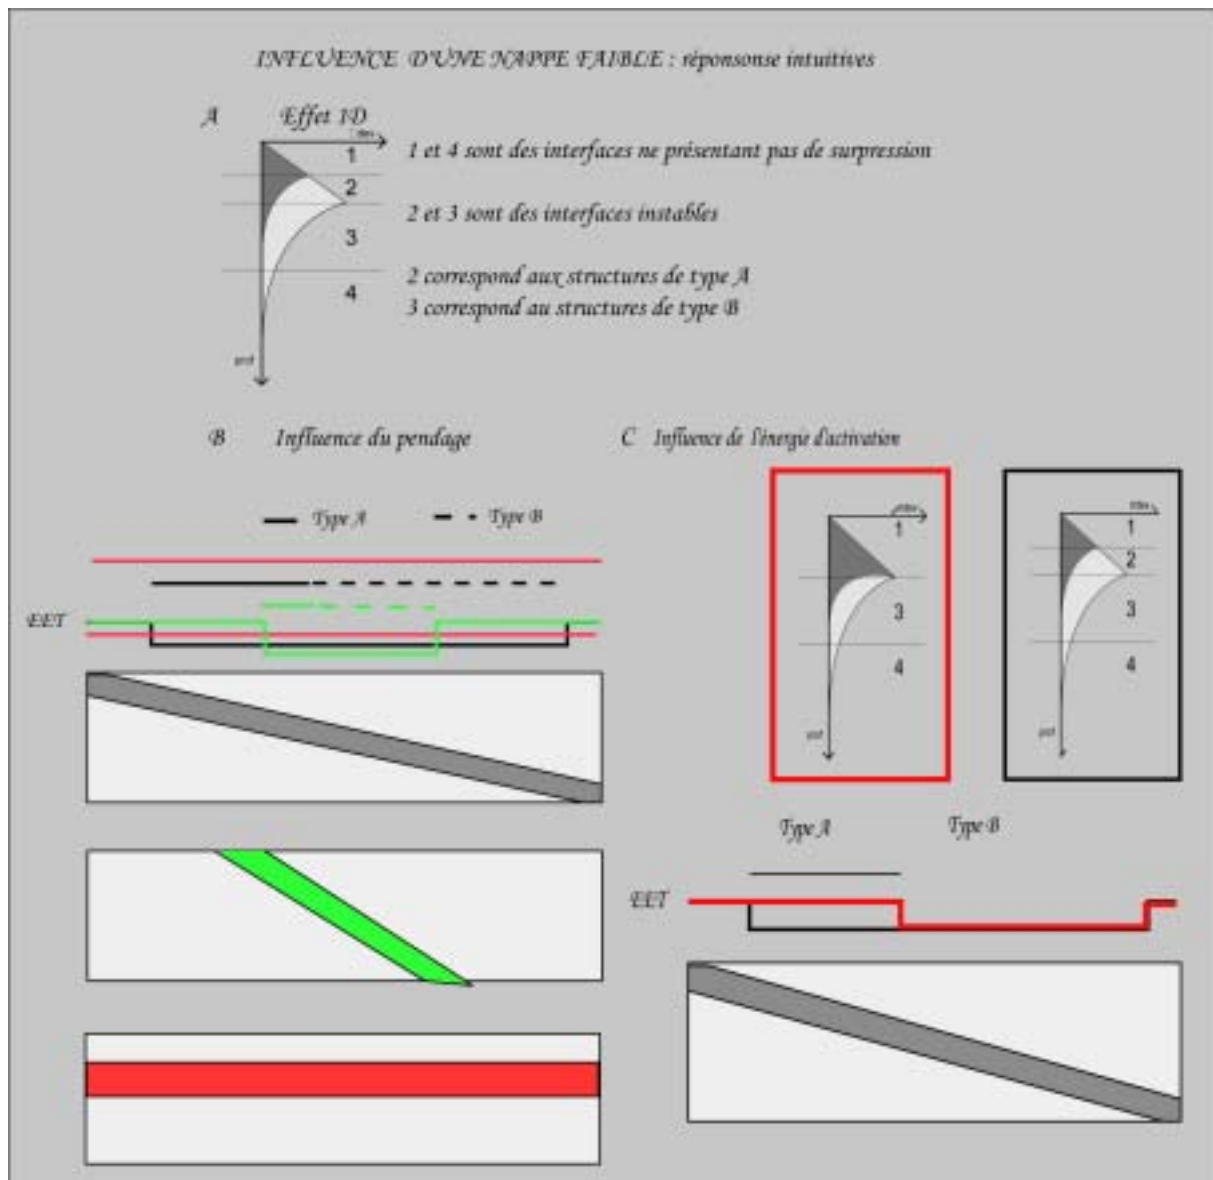 INFLUENCE D'UNE NAPPE FAIBLE : réponsonse intuitives
A Effet 1D
1
2
3
4
prof
1 et 4 sont des interfaces ne présentant pas de surpression
2 et 3 sont des interfaces instables
2 correspond aux structures de type A
3 correspond au structures de type B
B Influence du pendage
Type A Type B
EET
C Influence de l'énergie d'activation
1
3
4
prof
1
2
3
4
prof
Type A Type B
EET